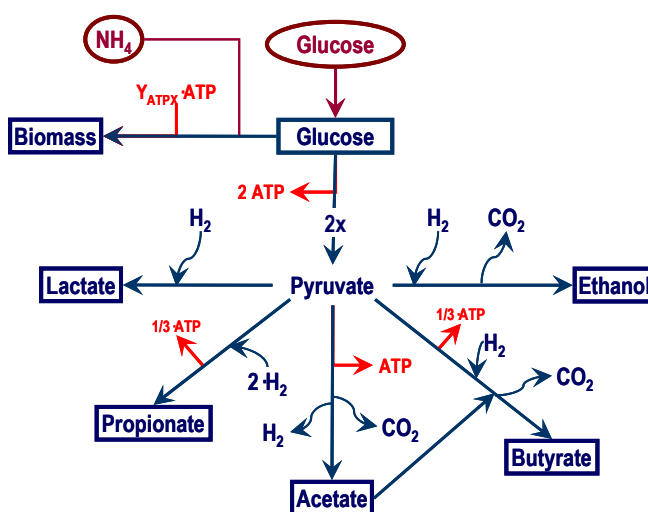 NH₄
Glucose
Y_ATPX·ATP
Biomass
Glucose
2 ATP
2x
H₂
H₂
CO₂
Lactate
Pyruvate
Ethanol
1/3·ATP
1/3·ATP
2·H₂
ATP
H₂
CO₂
Propionate
H₂
CO₂
Butyrate
Acetate